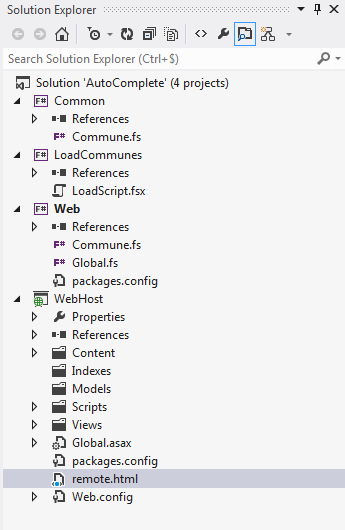 Solution Explorer
Search Solution Explorer (Ctrl+$)
Solution 'AutoComplete' (4 projects)
F# Common
References
F# Commune.fs
F# LoadCommunes
References
LoadScript.fsx
F# Web
References
F# Commune.fs
F# Global.fs
packages.config
WebHost
Properties
References
Content
Indexes
Models
Scripts
Views
Global.asax
packages.config
remote.html
Web.config